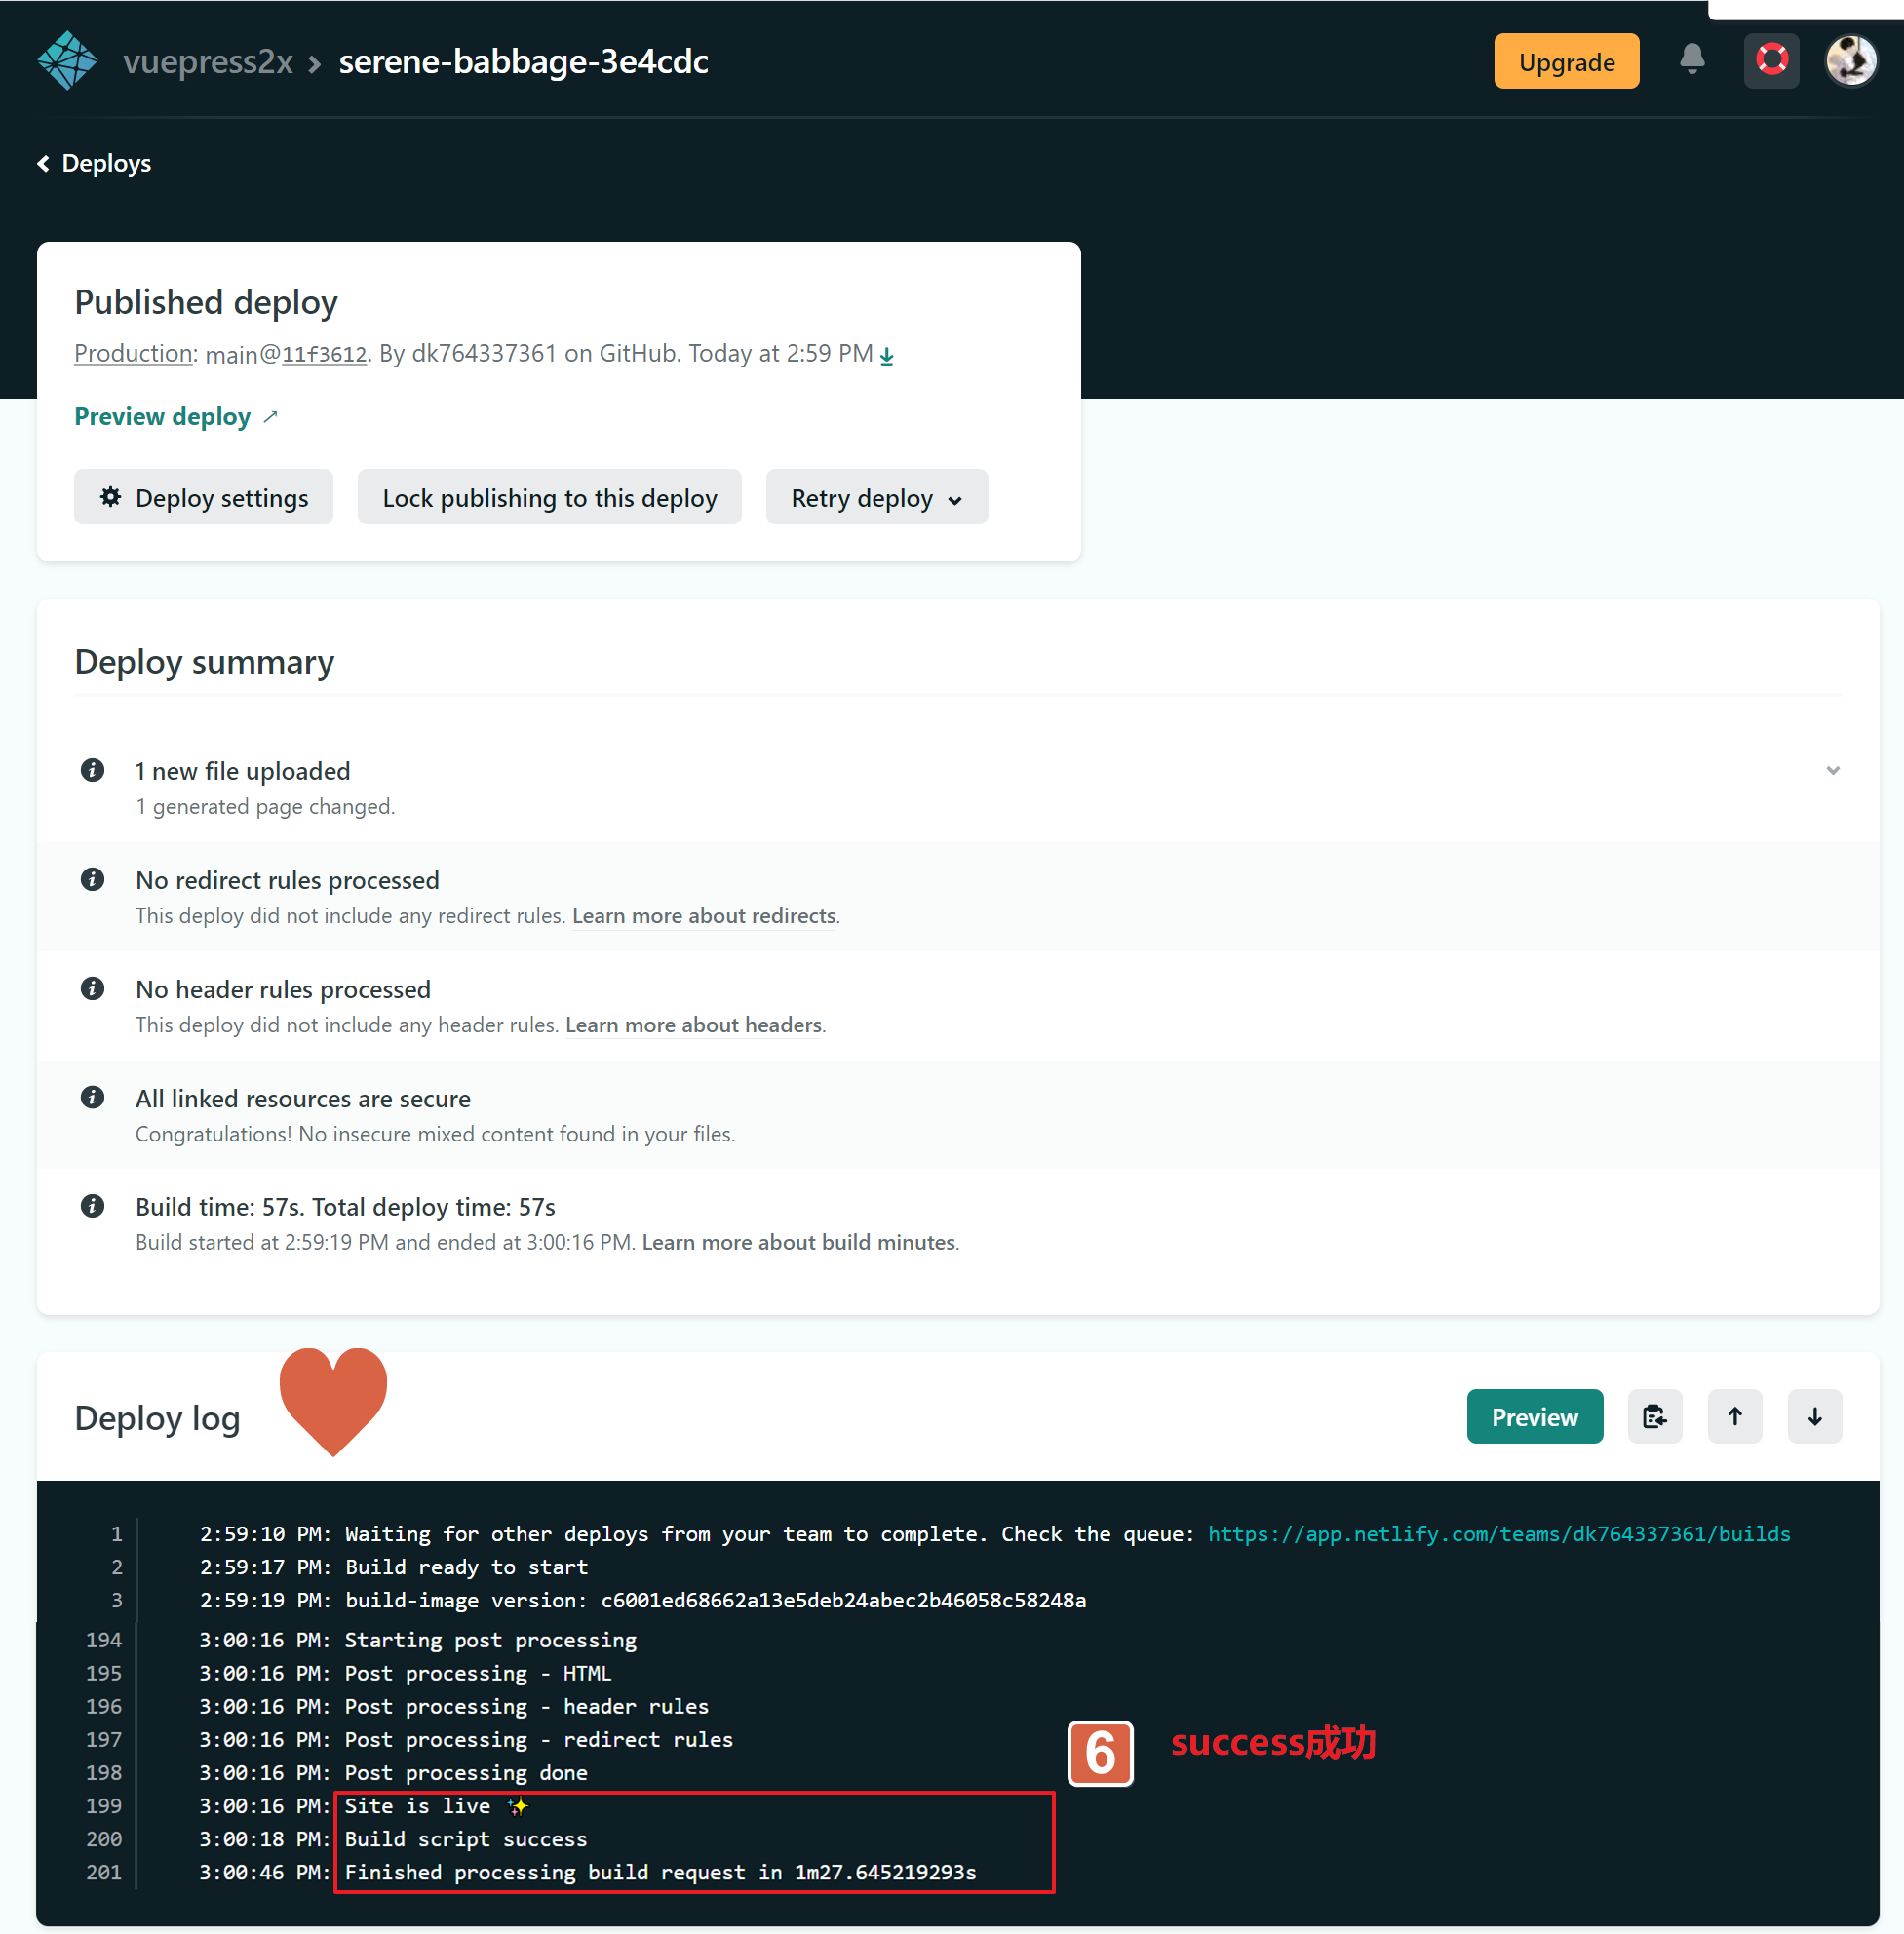 vuepress2x > serene-babbage-3e4cdc
Upgrade
Deploys
Published deploy
Production: main@11f3612. By dk764337361 on GitHub. Today at 2:59 PM
Preview deploy
Deploy settings
Lock publishing to this deploy
Retry deploy
Deploy summary
1 new file uploaded
1 generated page changed.
No redirect rules processed
This deploy did not include any redirect rules. Learn more about redirects.
No header rules processed
This deploy did not include any header rules. Learn more about headers.
All linked resources are secure
Congratulations! No insecure mixed content found in your files.
Build time: 57s. Total deploy time: 57s
Build started at 2:59:19 PM and ended at 3:00:16 PM. Learn more about build minutes.
Deploy log
Preview
1 2:59:10 PM: Waiting for other deploys from your team to complete. Check the queue: https://app.netlify.com/teams/dk764337361/builds
2 2:59:17 PM: Build ready to start
3 2:59:19 PM: build-image version: c6001ed68662a13e5deb24abec2b46058c58248a
194 3:00:16 PM: Starting post processing
195 3:00:16 PM: Post processing - HTML
196 3:00:16 PM: Post processing - header rules
197 3:00:16 PM: Post processing - redirect rules
198 3:00:16 PM: Post processing done
6 success成功
199 3:00:16 PM: Site is live ✨
200 3:00:18 PM: Build script success
201 3:00:46 PM: Finished processing build request in 1m27.645219293s